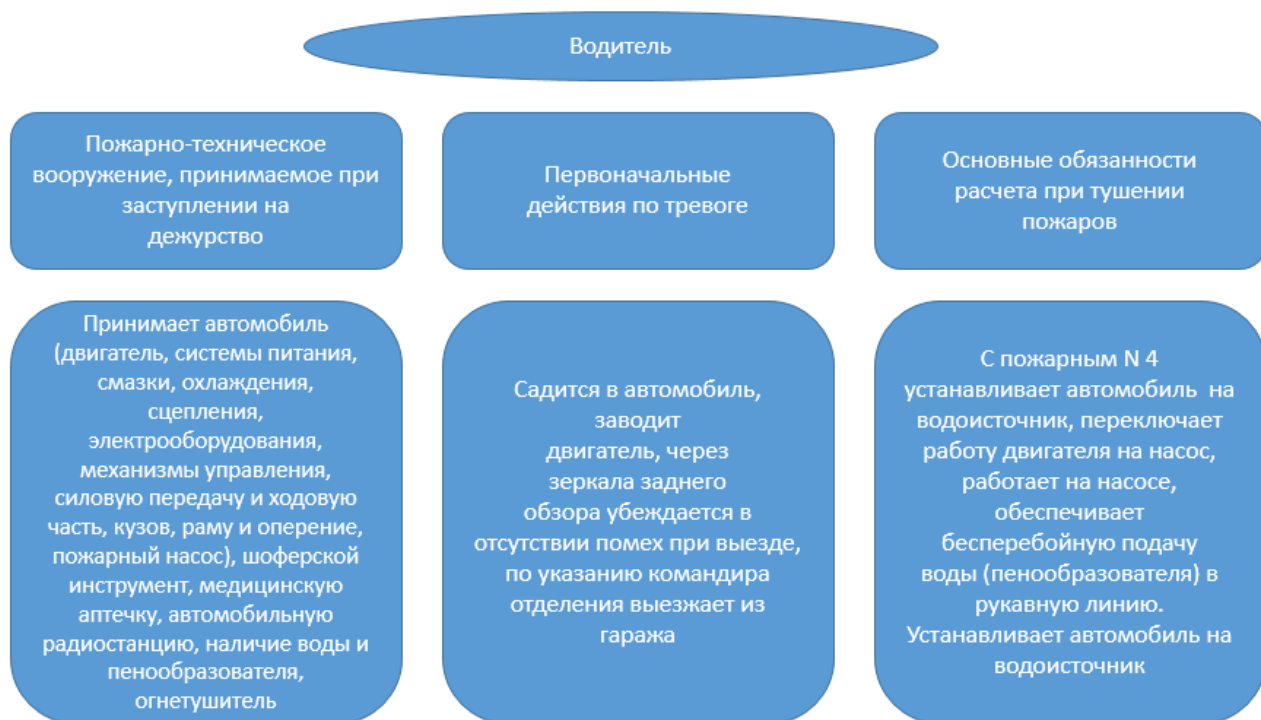 Водитель
Пожарно-техническое
вооружение, принимаемое при
заступлении на
дежурство
Первоначальные
действия по тревоге
Основные обязанности
расчета при тушении
пожаров
Принимает автомобиль
(двигатель, системы питания,
смазки, охлаждения,
сцепления,
электрооборудования,
механизмы управления,
силовую передачу и ходовую
часть, кузов, раму и оперение,
пожарный насос), шоферской
инструмент, медицинскую
аптечку, автомобильную
радиостанцию, наличие воды и
пенообразователя,
огнетушитель
Садится в автомобиль,
заводит
двигатель, через
зеркала заднего
обзора убеждается в
отсутствии помех при выезде,
по указанию командира
отделения выезжает из
гаража
С пожарным N 4
устанавливает автомобиль на
водоисточник, переключает
работу двигателя на насос,
работает на насосе,
обеспечивает
бесперебойную подачу
воды (пенообразователя) в
рукавную линию.
Устанавливает автомобиль на
водоисточник